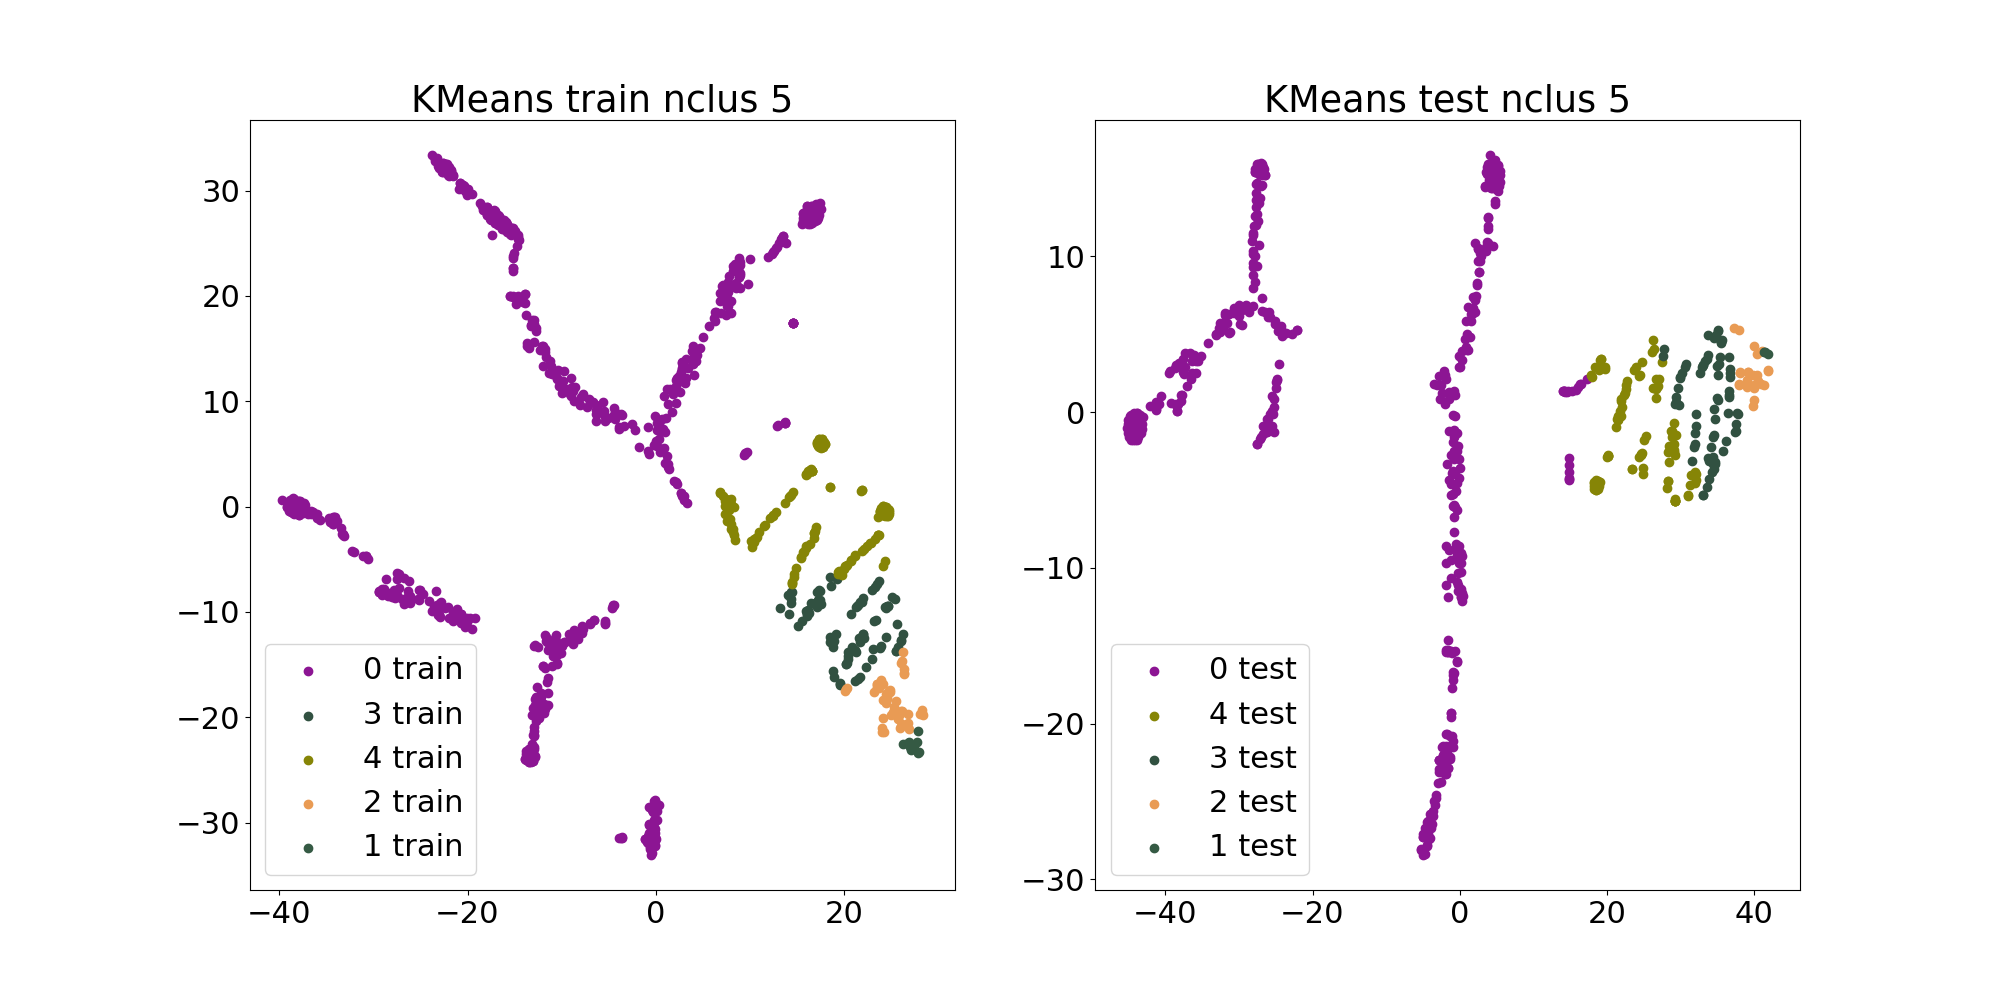 KMeans train nclus 5
30
20
10
0
−10
−20
−30
−40
−20
0
20
0 train
3 train
4 train
2 train
1 train
KMeans test nclus 5
10
0
−10
−20
−30
−40
−20
0
20
40
0 test
4 test
3 test
2 test
1 test